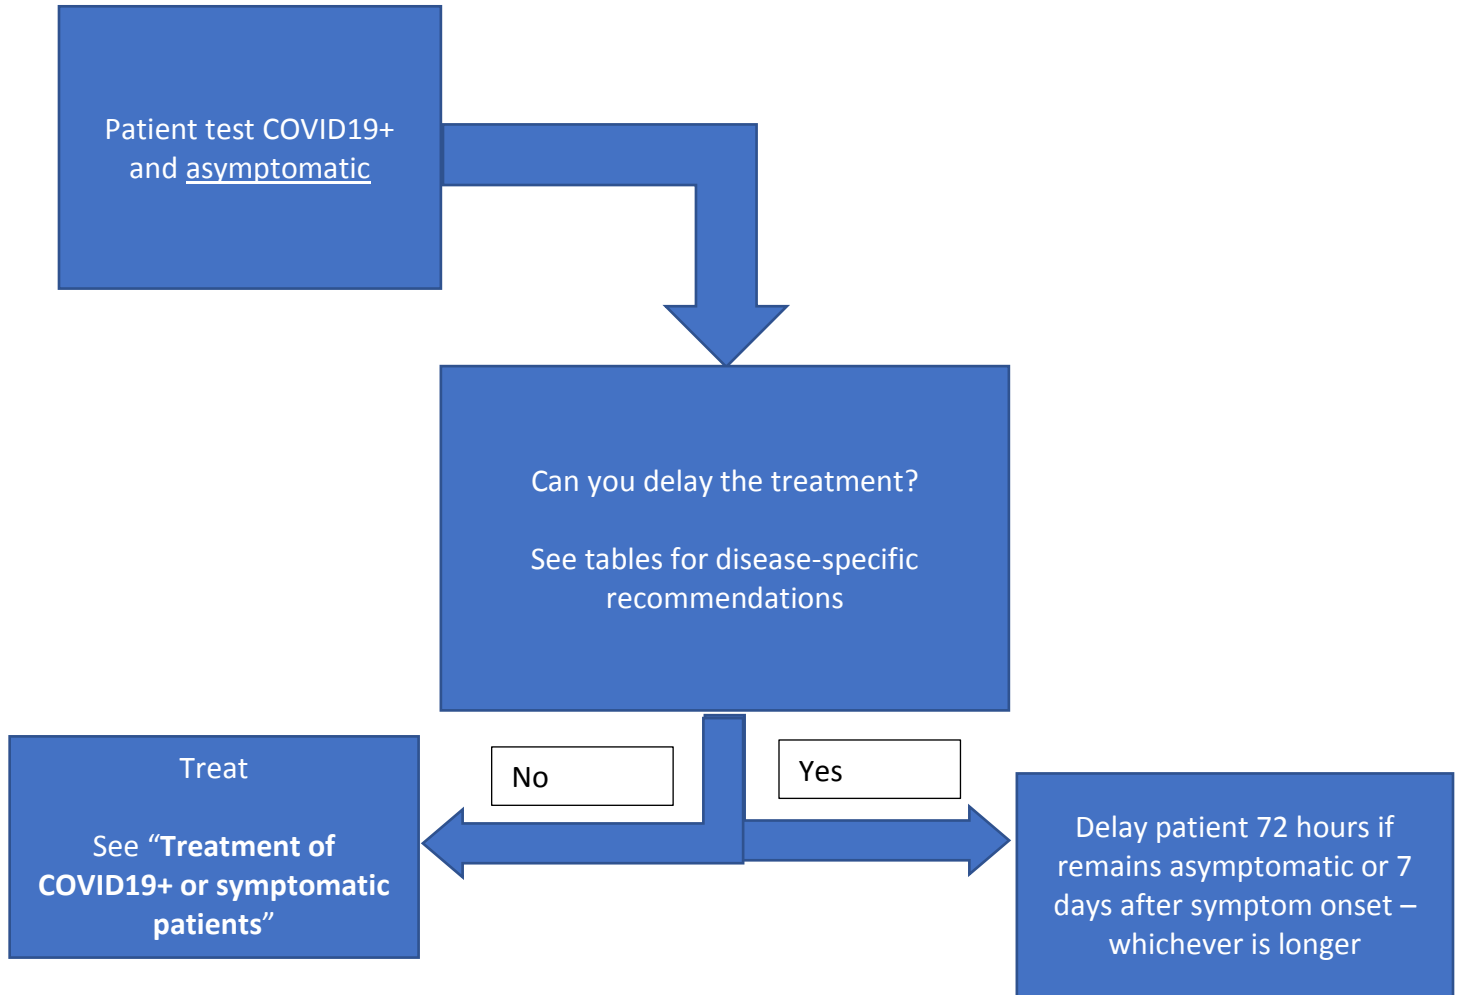 Patient test COVID19+
and asymptomatic
Can you delay the treatment?
See tables for disease-specific
recommendations
No
Yes
Treat
See “Treatment of
COVID19+ or symptomatic
patients”
Delay patient 72 hours if
remains asymptomatic or 7
days after symptom onset –
whichever is longer